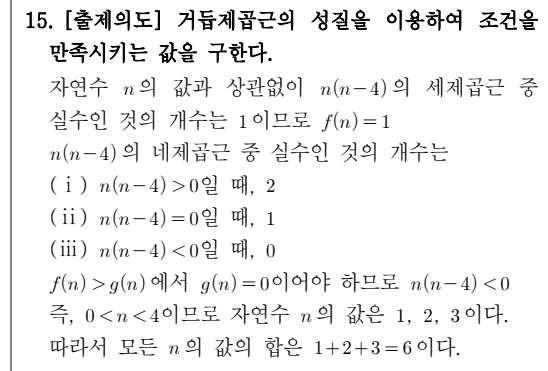 15. [출제의도] 거듭제곱근의 성질을 이용하여 조건을
만족시키는 값을 구한다.
자연수 n의 값과 상관없이 n(n-4)의 세제곱근 중
실수인 것의 개수는 1이므로 f(n)=1
n(n-4)의 네제곱근 중 실수인 것의 개수는
(ⅰ) n(n-4)>0일 때, 2
(ⅱ) n(n-4)=0일 때, 1
(ⅲ) n(n-4)<0일 때, 0
f(n)>g(n)에서 g(n)=0이어야 하므로 n(n-4)<0
즉, 0<n<4이므로 자연수 n의 값은 1, 2, 3이다.
따라서 모든 n의 값의 합은 1+2+3=6이다.